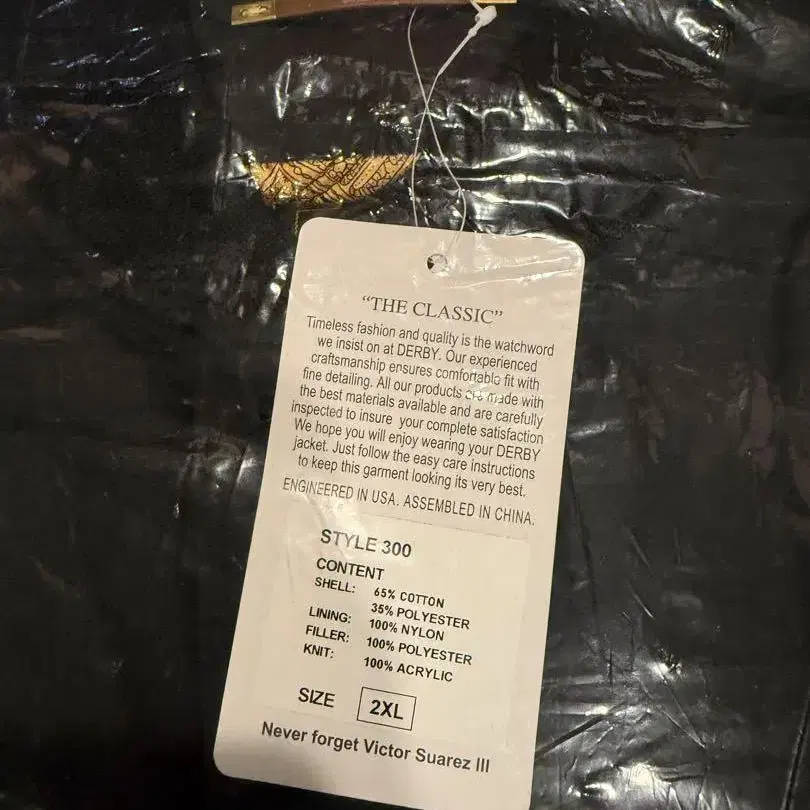 “THE CLASSIC”
Timeless fashion and quality is the watchword
we insist on at DERBY. Our experienced
craftsmanship ensures comfortable fit with
fine detailing. All our products are made with
the best materials available and are carefully
inspected to insure your complete satisfaction
We hope you will enjoy wearing your DERBY
jacket. Just follow the easy care instructions
to keep this garment looking its very best.
ENGINEERED IN USA. ASSEMBLED IN CHINA.
STYLE 300
CONTENT
SHELL: 65% COTTON
35% POLYESTER
LINING: 100% NYLON
FILLER: 100% POLYESTER
KNIT: 100% ACRYLIC
SIZE 2XL
Never forget Victor Suarez III